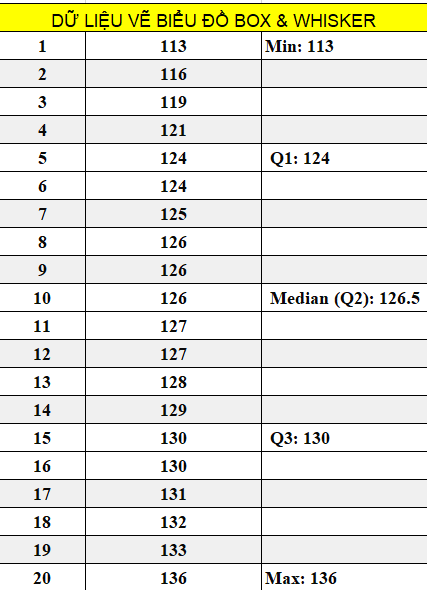 DỮ LIỆU VẼ BIỂU ĐỒ BOX & WHISKER
1 113 Min: 113
2 116
3 119
4 121
5 124 Q1: 124
6 124
7 125
8 126
9 126
10 126 Median (Q2): 126.5
11 127
12 127
13 128
14 129
15 130 Q3: 130
16 130
17 131
18 132
19 133
20 136 Max: 136